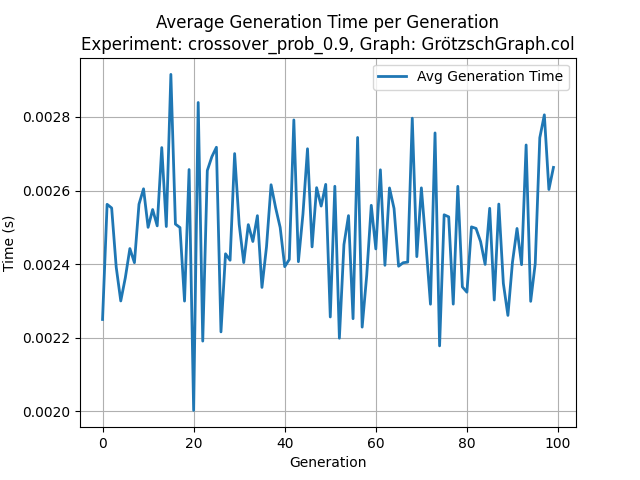 Average Generation Time per Generation
Experiment: crossover_prob_0.9, Graph: GrötzschGraph.col
Avg Generation Time
Time (s)
0.0028
0.0026
0.0024
0.0022
0.0020
0 20 40 60 80 100
Generation